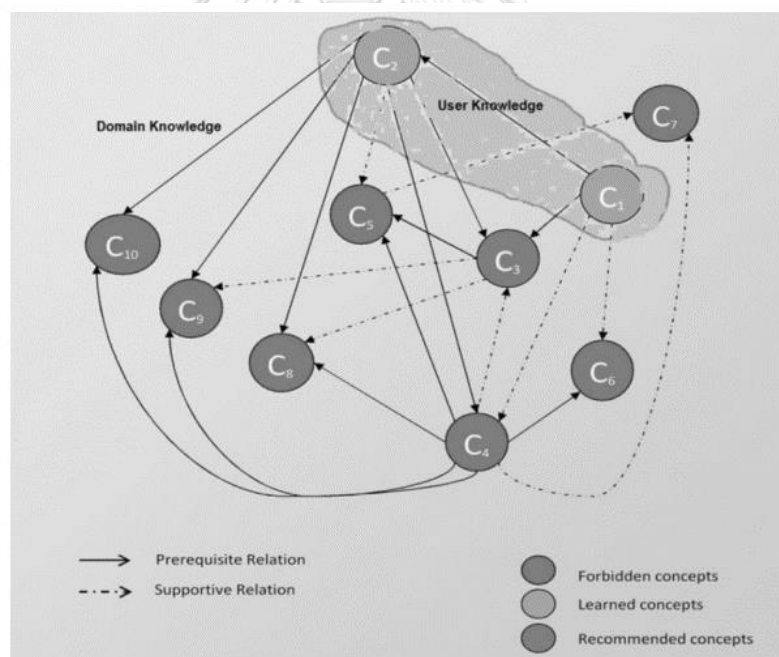 C2
User Knowledge
Domain Knowledge
C7
C1
C5
C10
C3
C9
C8
C6
C4
Prerequisite Relation
Supportive Relation
Forbidden concepts
Learned concepts
Recommended concepts